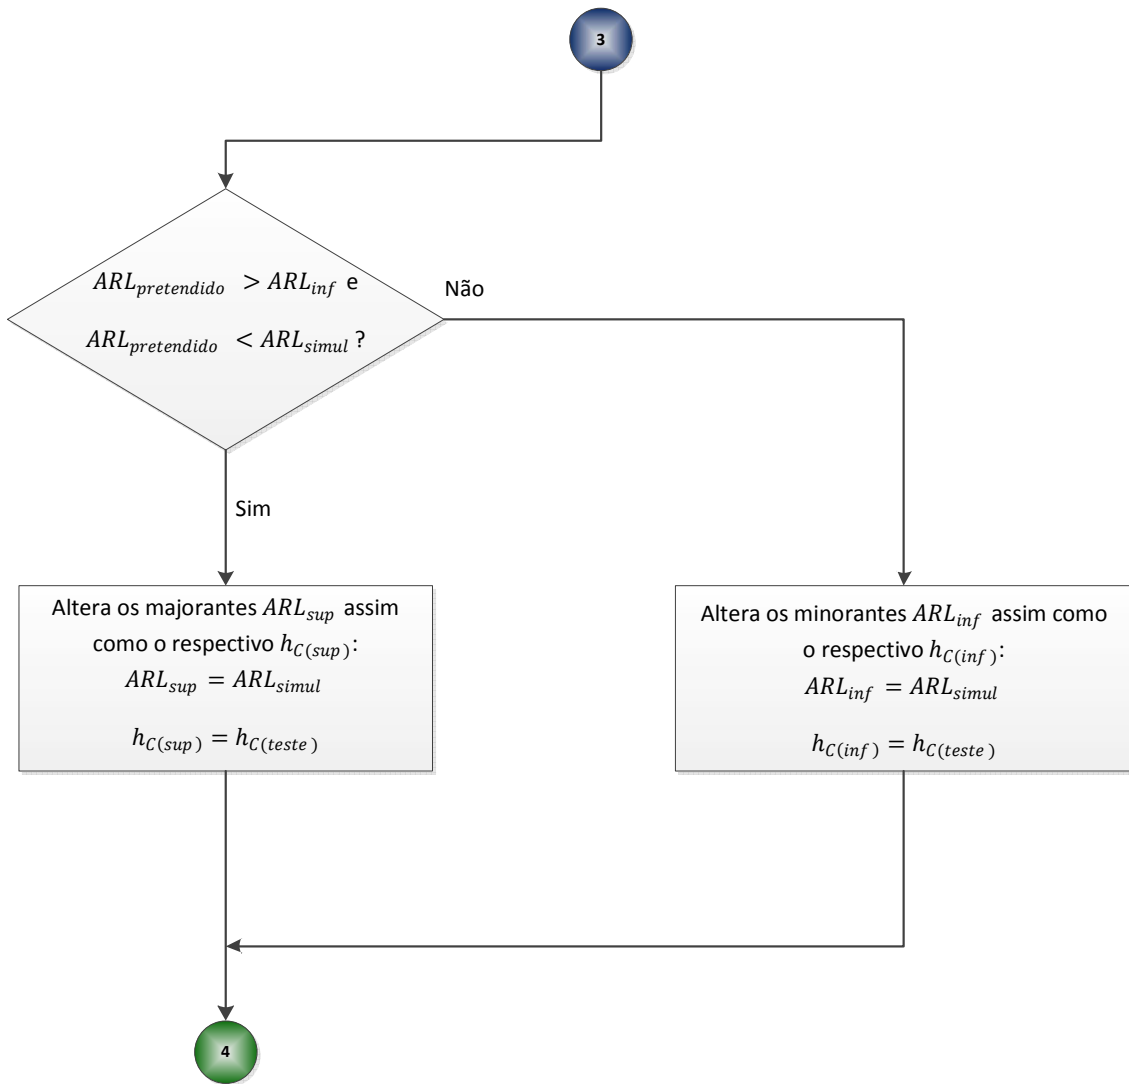 3
ARL_pretendido > ARL_inf e
ARL_pretendido < ARL_simul ?
Não
Sim
Altera os majorantes ARL_sup assim
como o respectivo h_C(sup):
ARL_sup = ARL_simul
h_C(sup) = h_C(teste)
Altera os minorantes ARL_inf assim como
o respectivo h_C(inf):
ARL_inf = ARL_simul
h_C(inf) = h_C(teste)
4